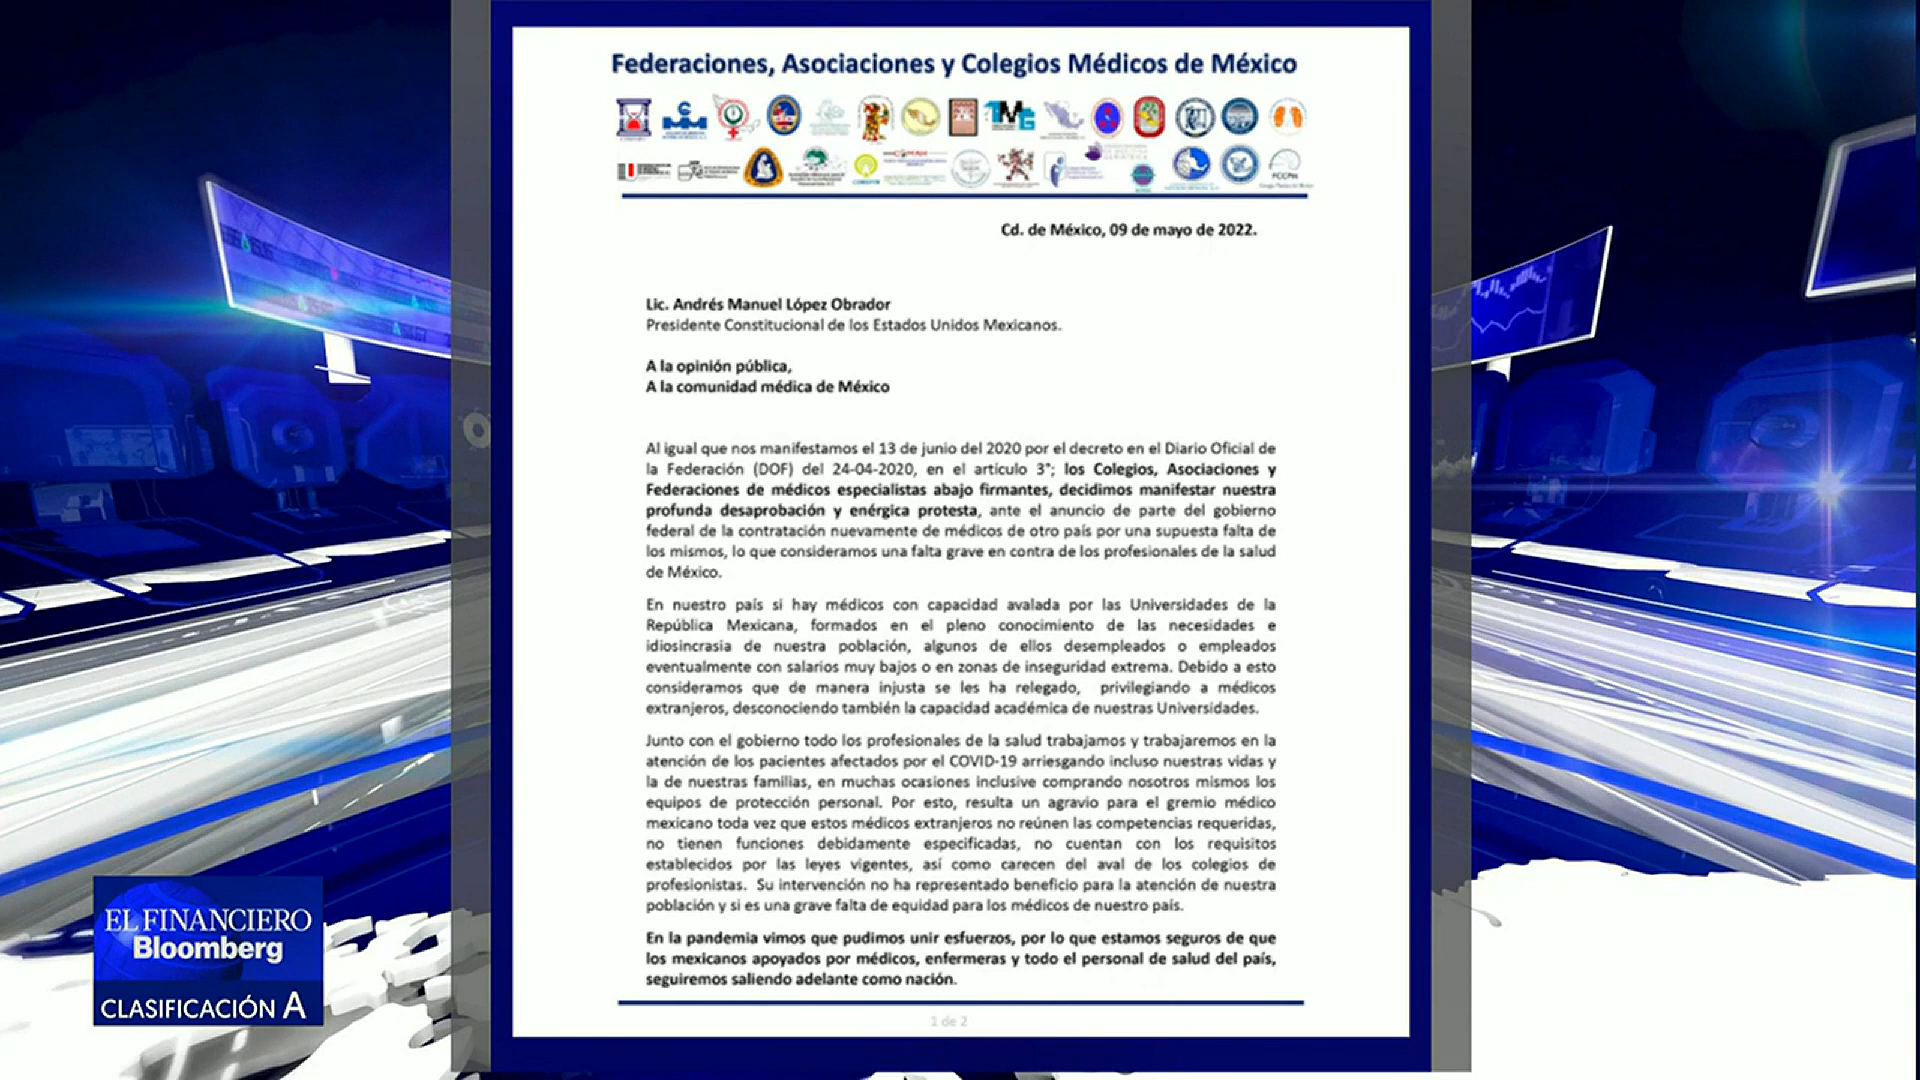 Federaciones, Asociaciones y Colegios Médicos de México
FCCPM
Cd. de México, 09 de mayo de 2022.
Lic. Andrés Manuel López Obrador
Presidente Constitucional de los Estados Unidos Mexicanos.
A la opinión pública,
A la comunidad médica de México
Al igual que nos manifestamos el 13 de junio del 2020 por el decreto en el Diario Oficial de
la Federación (DOF) del 24-04-2020, en el artículo 3°; los Colegios, Asociaciones y
Federaciones de médicos especialistas abajo firmantes, decidimos manifestar nuestra
profunda desaprobación y enérgica protesta, ante el anuncio de parte del gobierno
federal de la contratación nuevamente de médicos de otro país por una supuesta falta de
los mismos, lo que consideramos una falta grave en contra de los profesionales de la salud
de México.
En nuestro país si hay médicos con capacidad avalada por las Universidades de la
República Mexicana, formados en el pleno conocimiento de las necesidades e
idiosincrasia de nuestra población, algunos de ellos desempleados o empleados
eventualmente con salarios muy bajos o en zonas de inseguridad extrema. Debido a esto
consideramos que de manera injusta se les ha relegado, privilegiando a médicos
extranjeros, desconociendo también la capacidad académica de nuestras Universidades.
Junto con el gobierno todo los profesionales de la salud trabajamos y trabajaremos en la
atención de los pacientes afectados por el COVID-19 arriesgando incluso nuestras vidas y
la de nuestras familias, en muchas ocasiones inclusive comprando nosotros mismos los
equipos de protección personal. Por esto, resulta un agravio para el gremio médico
mexicano toda vez que estos médicos extranjeros no reúnen las competencias requeridas,
no tienen funciones debidamente especificadas, no cuentan con los requisitos
establecidos por las leyes vigentes, así como carecen del aval de los colegios de
profesionistas. Su intervención no ha representado beneficio para la atención de nuestra
población y si es una grave falta de equidad para los médicos de nuestro país.
En la pandemia vimos que pudimos unir esfuerzos, por lo que estamos seguros de que
los mexicanos apoyados por médicos, enfermeras y todo el personal de salud del país,
seguiremos saliendo adelante como nación.
1 de 2
EL FINANCIERO
Bloomberg
CLASIFICACIÓN A